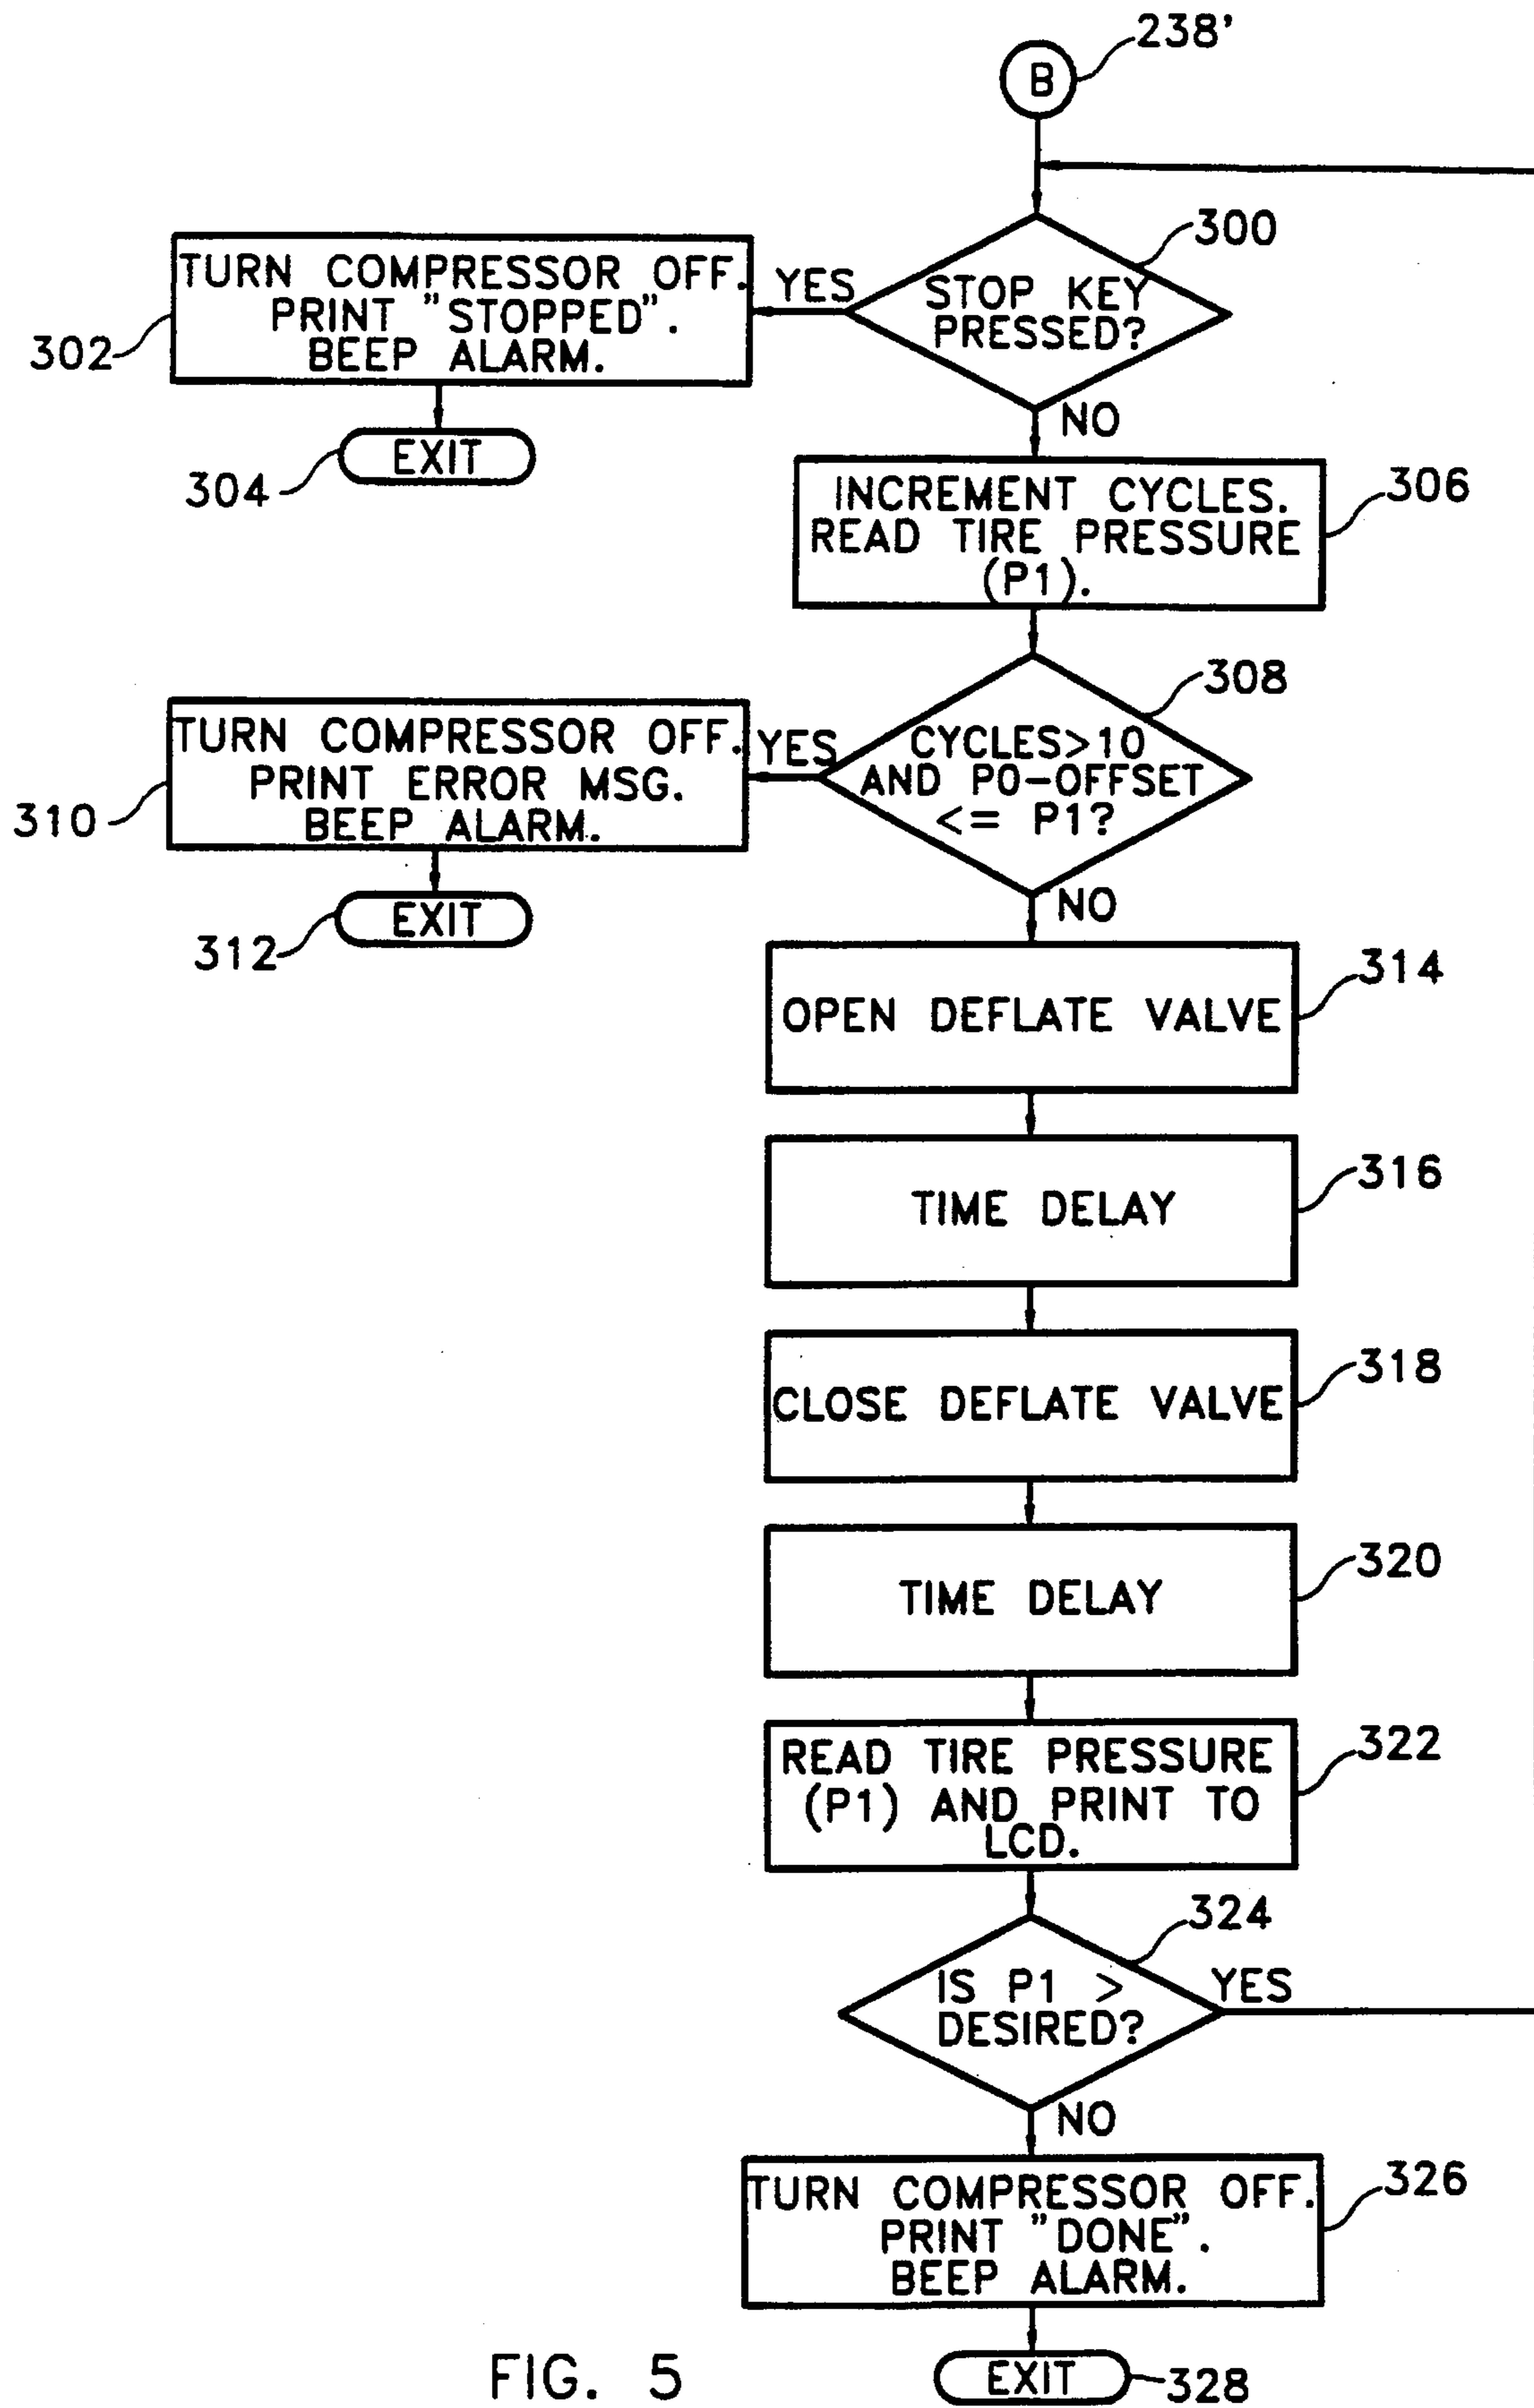 238'
B
300
STOP KEY
PRESSED?
YES
TURN COMPRESSOR OFF.
PRINT "STOPPED".
BEEP ALARM.
302
EXIT
304
NO
INCREMENT CYCLES.
READ TIRE PRESSURE
(P1).
306
308
CYCLES>10
AND PO-OFFSET
<= P1?
YES
TURN COMPRESSOR OFF.
PRINT ERROR MSG.
BEEP ALARM.
310
EXIT
312
NO
314
OPEN DEFLATE VALVE
316
TIME DELAY
318
CLOSE DEFLATE VALVE
320
TIME DELAY
322
READ TIRE PRESSURE
(P1) AND PRINT TO
LCD.
324
IS P1 >
DESIRED?
YES
NO
TURN COMPRESSOR OFF.
PRINT "DONE".
BEEP ALARM.
326
EXIT
328
FIG. 5